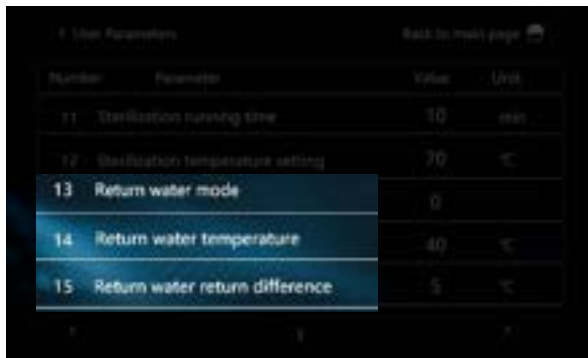 User Parameters Back to main page
Number Parameter Value Unit
11 Sterilization running time 10 min
12 Sterilization temperature setting 70 ℃
13 Return water mode 0
14 Return water temperature 40 ℃
15 Return water return difference 5 ℃